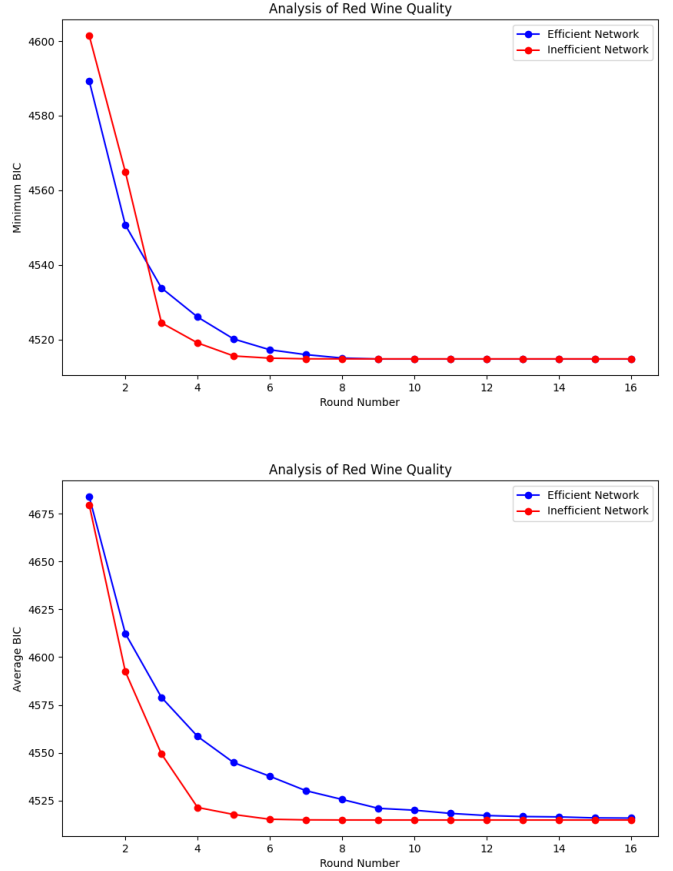 Analysis of Red Wine Quality
4600
4580
4560
4540
4520
Minimum BIC
Efficient Network
Inefficient Network
2 4 6 8 10 12 14 16
Round Number
Analysis of Red Wine Quality
4675
4650
4625
4600
4575
4550
4525
Average BIC
Efficient Network
Inefficient Network
2 4 6 8 10 12 14 16
Round Number